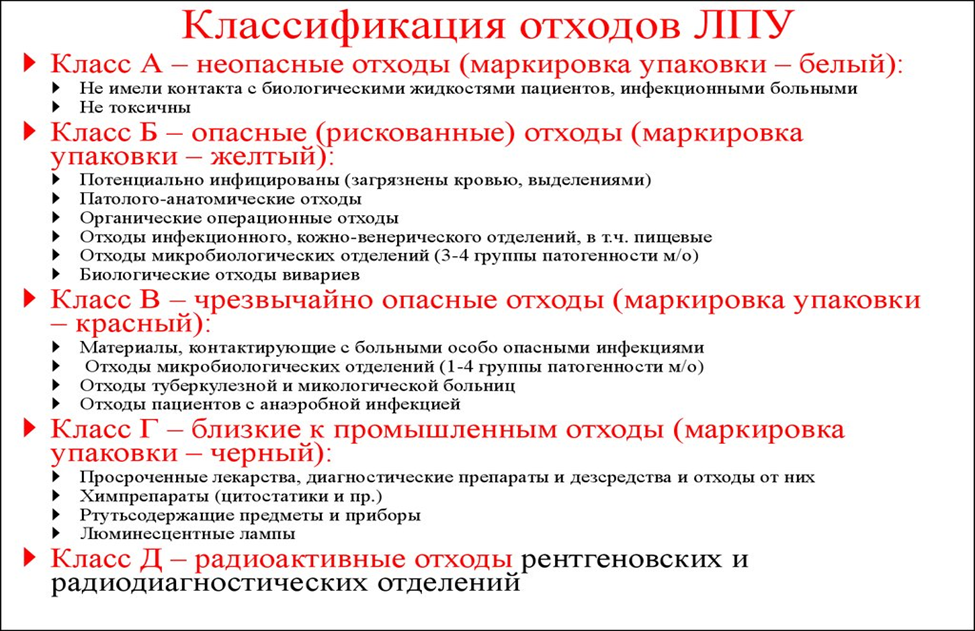 Классификация отходов ЛПУ
Класс А – неопасные отходы (маркировка упаковки – белый):
Не имели контакта с биологическими жидкостями пациентов, инфекционными больными
Не токсичны
Класс Б – опасные (рискованные) отходы (маркировка
упаковки – желтый):
Потенциально инфицированы (загрязнены кровью, выделениями)
Патолого-анатомические отходы
Органические операционные отходы
Отходы инфекционного, кожно-венерического отделений, в т.ч. пищевые
Отходы микробиологических отделений (3-4 группы патогенности м/о)
Биологические отходы вивариев
Класс В – чрезвычайно опасные отходы (маркировка упаковки
– красный):
Материалы, контактирующие с больными особо опасными инфекциями
Отходы микробиологических отделений (1-4 группы патогенности м/о)
Отходы туберкулезной и микологической больниц
Отходы пациентов с анаэробной инфекцией
Класс Г – близкие к промышленным отходы (маркировка
упаковки – черный):
Просроченные лекарства, диагностические препараты и дезсредства и отходы от них
Химпрепараты (цитостатики и пр.)
Ртутьсодержащие предметы и приборы
Люминесцентные лампы
Класс Д – радиоактивные отходы рентгеновских и
радиодиагностических отделений